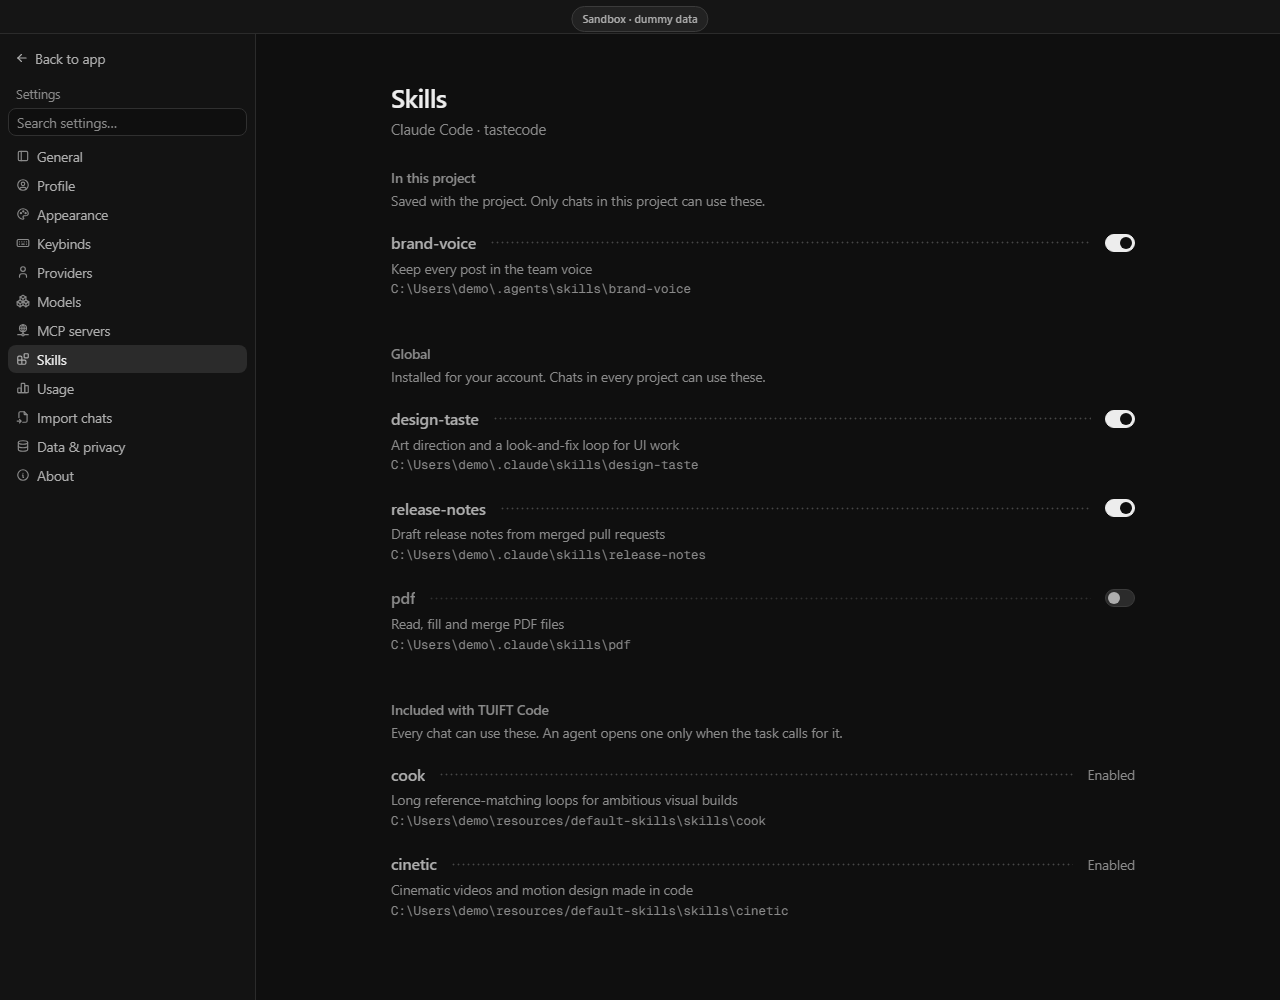 Sandbox · dummy data
Back to app
Settings
Search settings...
General
Profile
Appearance
Keybinds
Providers
Models
MCP servers
Skills
Usage
Import chats
Data & privacy
About
Skills
Claude Code · tastecode
In this project
Saved with the project. Only chats in this project can use these.
brand-voice
Keep every post in the team voice
C:\Users\demo\.agents\skills\brand-voice
Global
Installed for your account. Chats in every project can use these.
design-taste
Art direction and a look-and-fix loop for UI work
C:\Users\demo\.claude\skills\design-taste
release-notes
Draft release notes from merged pull requests
C:\Users\demo\.claude\skills\release-notes
pdf
Read, fill and merge PDF files
C:\Users\demo\.claude\skills\pdf
Included with TUIFT Code
Every chat can use these. An agent opens one only when the task calls for it.
cook Enabled
Long reference-matching loops for ambitious visual builds
C:\Users\demo\resources/default-skills\skills\cook
cinetic Enabled
Cinematic videos and motion design made in code
C:\Users\demo\resources/default-skills\skills\cinetic